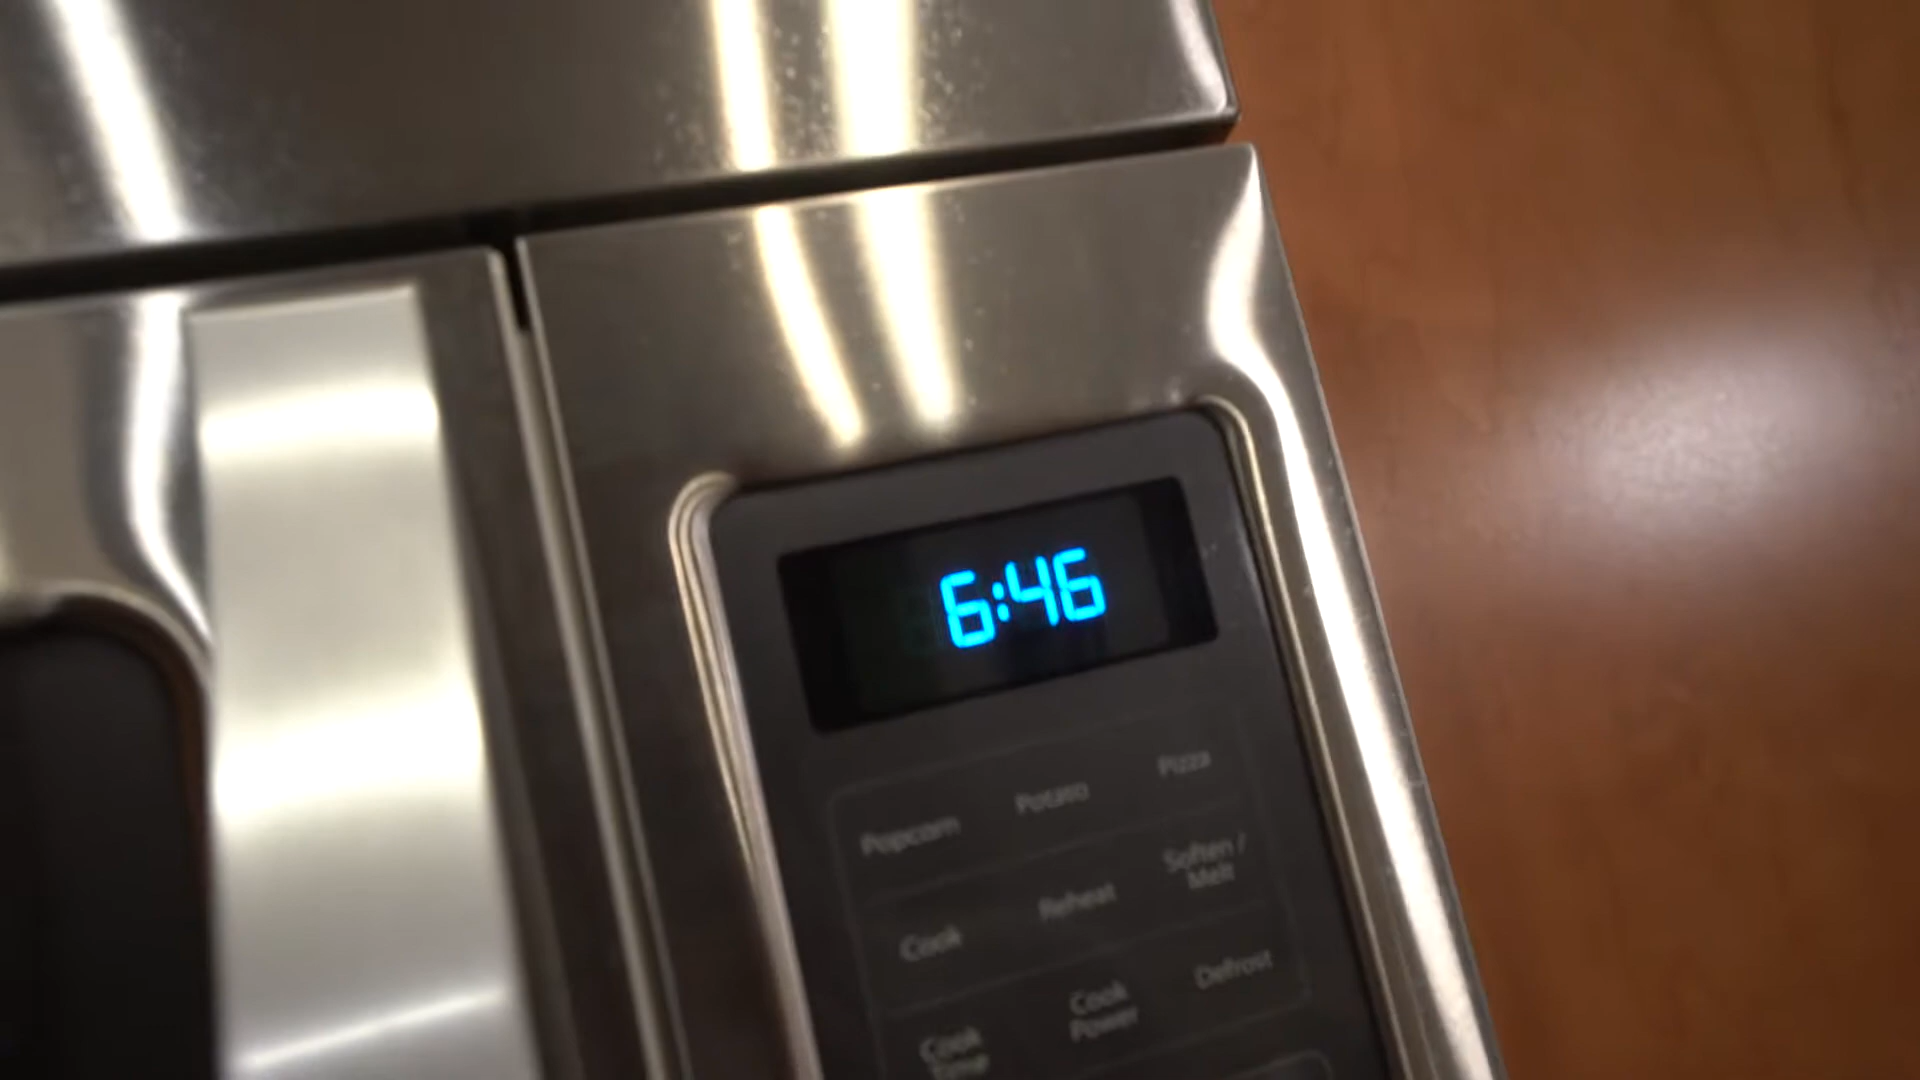 6:46
Popcorn Potato Pizza
Cook Reheat Soften /
Melt
Cook
Time Cook
Power Defrost